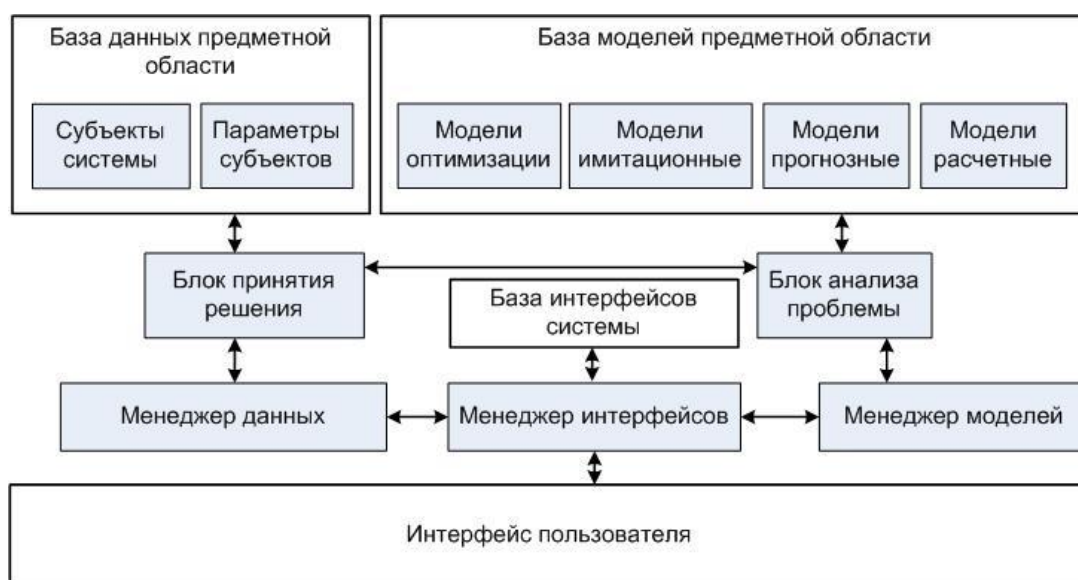 База данных предметной
области
Субъекты
системы
Параметры
субъектов
База моделей предметной области
Модели
оптимизации
Модели
имитационные
Модели
прогнозные
Модели
расчетные
Блок принятия
решения
База интерфейсов
системы
Блок анализа
проблемы
Менеджер данных
Менеджер интерфейсов
Менеджер моделей
Интерфейс пользователя